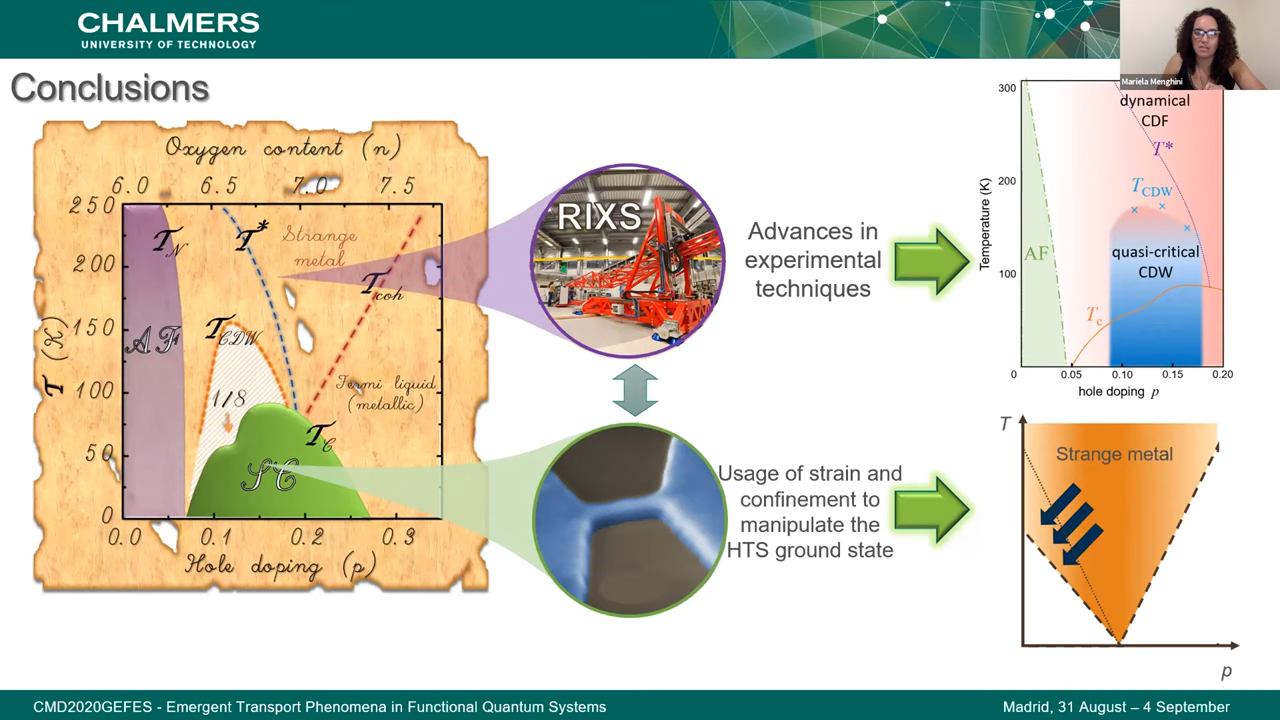 CHALMERS
UNIVERSITY OF TECHNOLOGY
Mariela Menghini
Conclusions
Oxygen content (n)
6.0 6.5 7.0 7.5
250
200
150
100
50
0
T (K)
T_N
T*
Strange
metal
T_coh
AF
T_CDW
1/8
Fermi liquid
(metallic)
T_C
SC
0.0 0.1 0.2 0.3
Hole doping (p)
RIXS
Advances in
experimental
techniques
Usage of strain and
confinement to
manipulate the
HTS ground state
300
200
100
0
Temperature (K)
dynamical
CDF
T*
T_CDW
quasi-critical
CDW
AF
T_c
0.05 0.10 0.15 0.20
hole doping p
T
Strange metal
p
CMD2020GEFES - Emergent Transport Phenomena in Functional Quantum Systems
Madrid, 31 August – 4 September